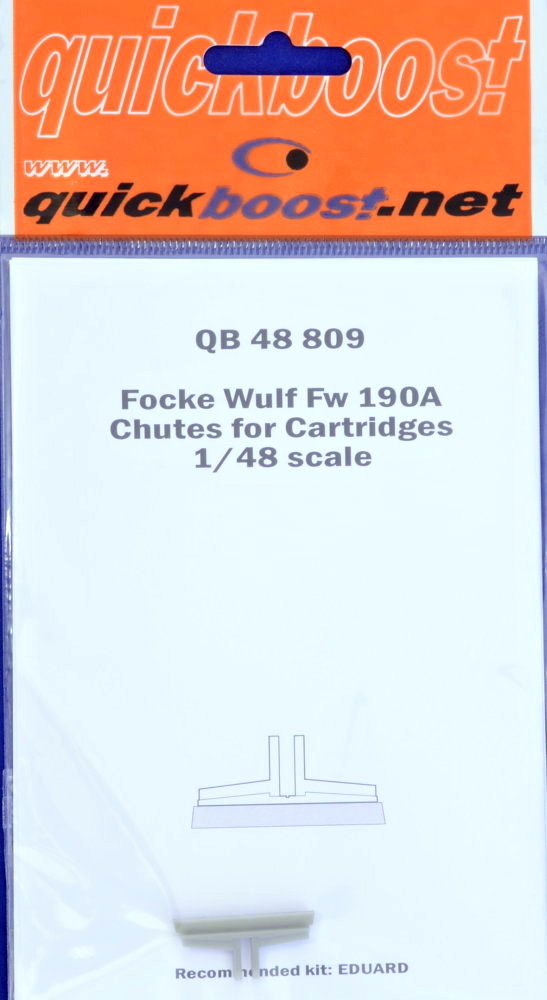 quickboost
www.
quickboost.net
QB 48 809
Focke Wulf Fw 190A
Chutes for Cartridges
1/48 scale
Recommended kit: EDUARD